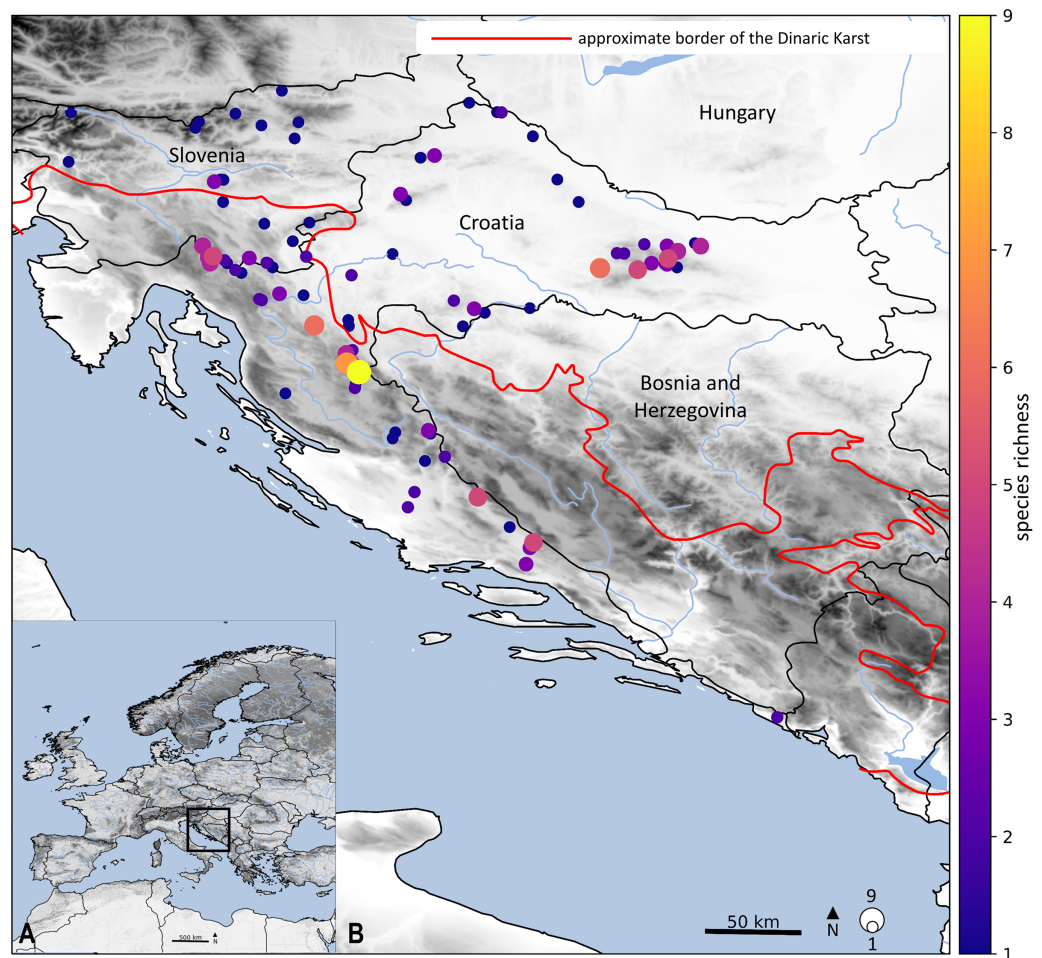 approximate border of the Dinaric Karst
Hungary
Slovenia
Croatia
Bosnia and
Herzegovina
500 km
N
A
B
50 km
N
9
1
9
8
7
6
5
4
3
2
1
species richness